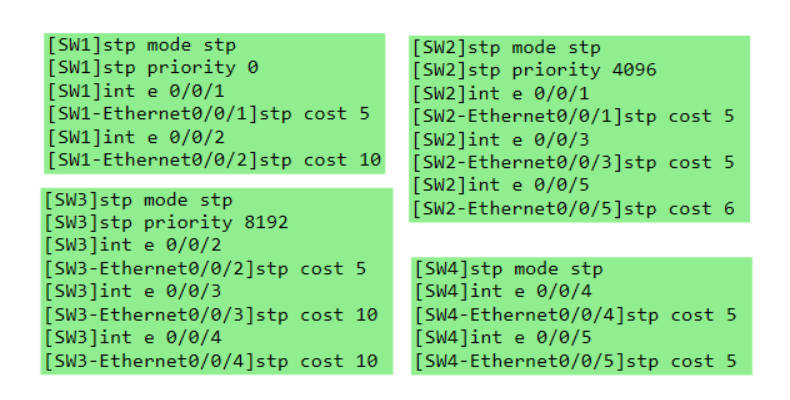 [SW1]stp mode stp
[SW1]stp priority 0
[SW1]int e 0/0/1
[SW1-Ethernet0/0/1]stp cost 5
[SW1]int e 0/0/2
[SW1-Ethernet0/0/2]stp cost 10
[SW2]stp mode stp
[SW2]stp priority 4096
[SW2]int e 0/0/1
[SW2-Ethernet0/0/1]stp cost 5
[SW2]int e 0/0/3
[SW2-Ethernet0/0/3]stp cost 5
[SW2]int e 0/0/5
[SW2-Ethernet0/0/5]stp cost 6
[SW3]stp mode stp
[SW3]stp priority 8192
[SW3]int e 0/0/2
[SW3-Ethernet0/0/2]stp cost 5
[SW3]int e 0/0/3
[SW3-Ethernet0/0/3]stp cost 10
[SW3]int e 0/0/4
[SW3-Ethernet0/0/4]stp cost 10
[SW4]stp mode stp
[SW4]int e 0/0/4
[SW4-Ethernet0/0/4]stp cost 5
[SW4]int e 0/0/5
[SW4-Ethernet0/0/5]stp cost 5